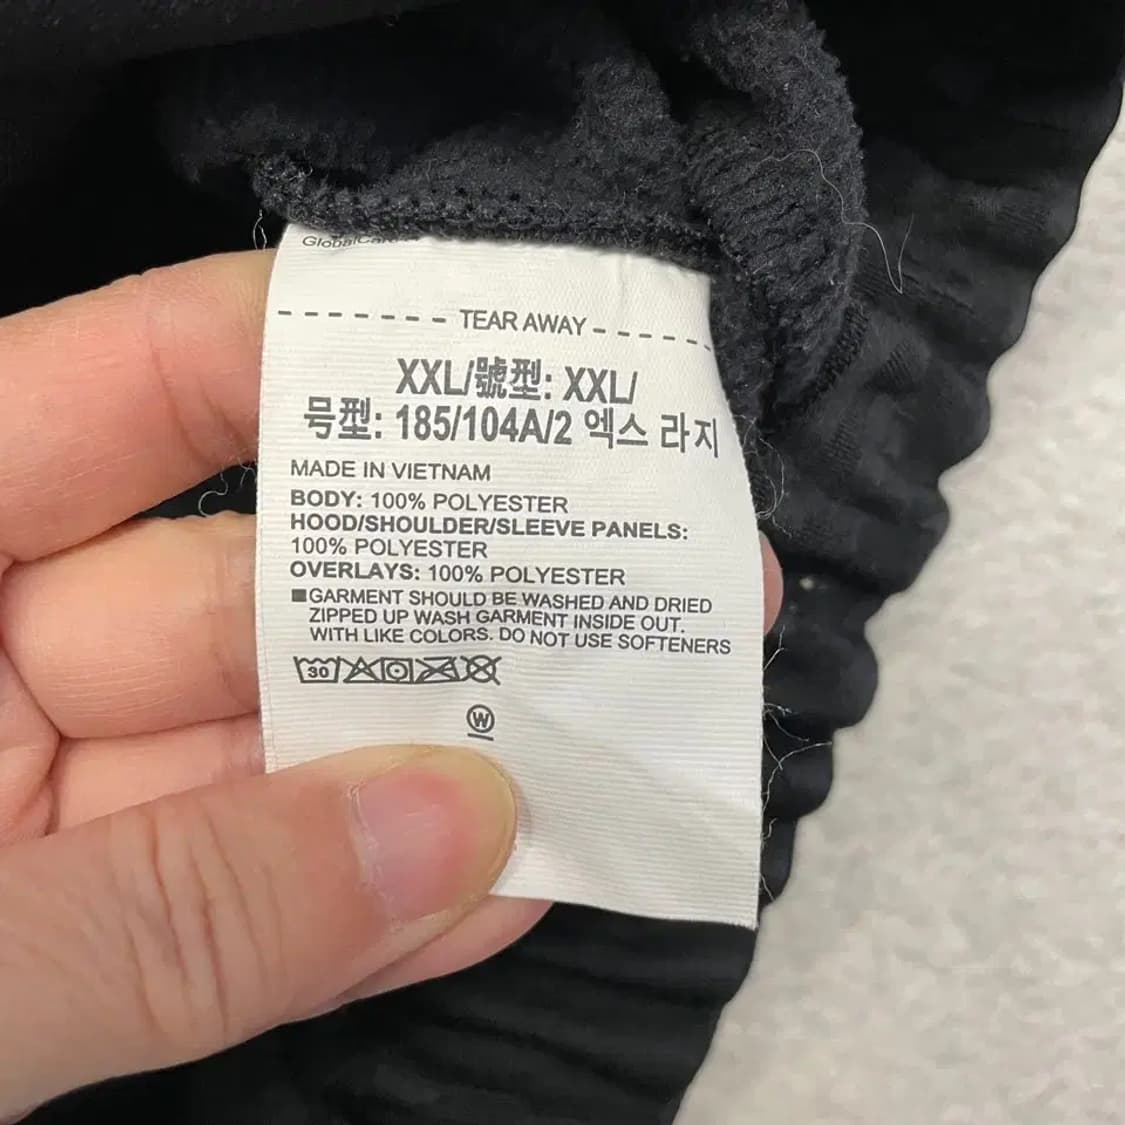 TEAR AWAY
XXL/號型: XXL/
号型: 185/104A/2 엑스 라지
MADE IN VIETNAM
BODY: 100% POLYESTER
HOOD/SHOULDER/SLEEVE PANELS:
100% POLYESTER
OVERLAYS: 100% POLYESTER
■GARMENT SHOULD BE WASHED AND DRIED
ZIPPED UP WASH GARMENT INSIDE OUT.
WITH LIKE COLORS. DO NOT USE SOFTENERS
30
W